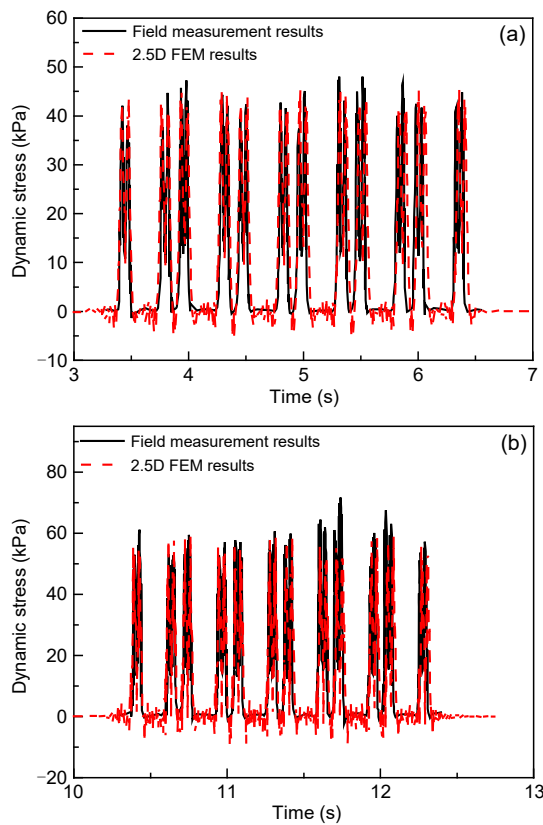 Field measurement results (a)
2.5D FEM results
60
50
40
30
20
10
0
−10
Dynamic stress (kPa)
3 4 5 6 7
Time (s)
Field measurement results (b)
2.5D FEM results
80
60
40
20
0
−20
Dynamic stress (kPa)
10 11 12 13
Time (s)